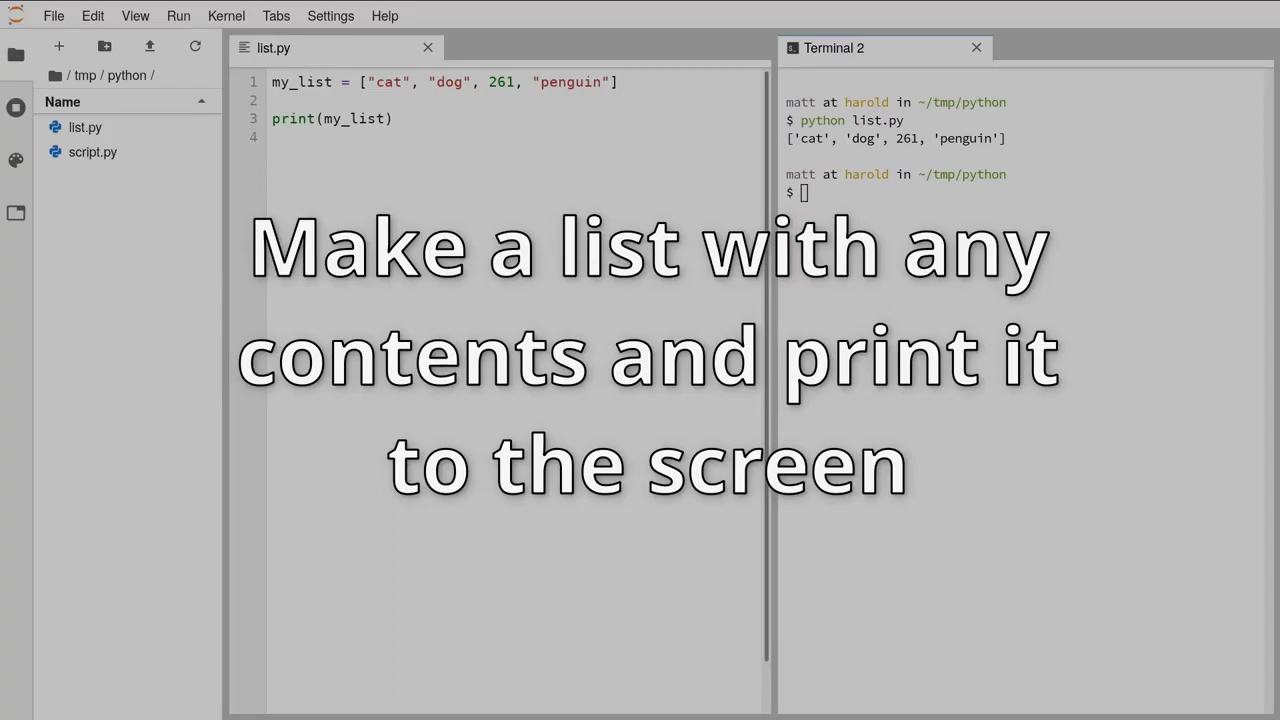 File Edit View Run Kernel Tabs Settings Help
/ tmp / python /
Name
list.py
script.py
list.py
1 my_list = ["cat", "dog", 261, "penguin"]
2
3 print(my_list)
4
Terminal 2
matt at harold in ~/tmp/python
$ python list.py
['cat', 'dog', 261, 'penguin']
matt at harold in ~/tmp/python
$
Make a list with any
contents and print it
to the screen